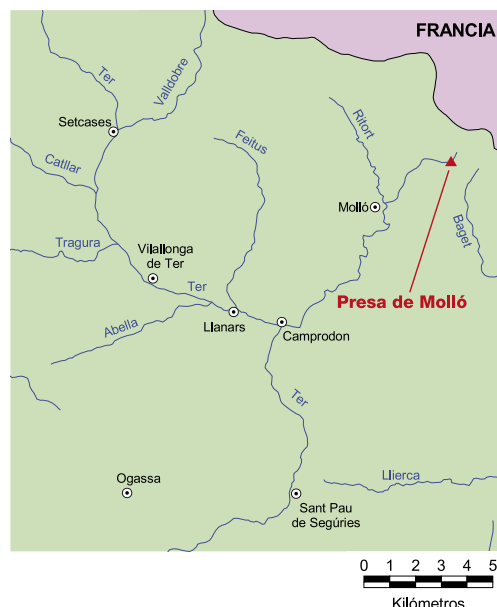 FRANCIA
Ter
Valldobre
Setcases
Feitus
Ritort
Catllar
Molló
Baget
Tragura
Vilallonga
de Ter
Ter
Presa de Molló
Llanars
Camprodon
Abella
Ter
Llierca
Ogassa
Sant Pau
de Segúries
0 1 2 3 4 5
Kilómetros